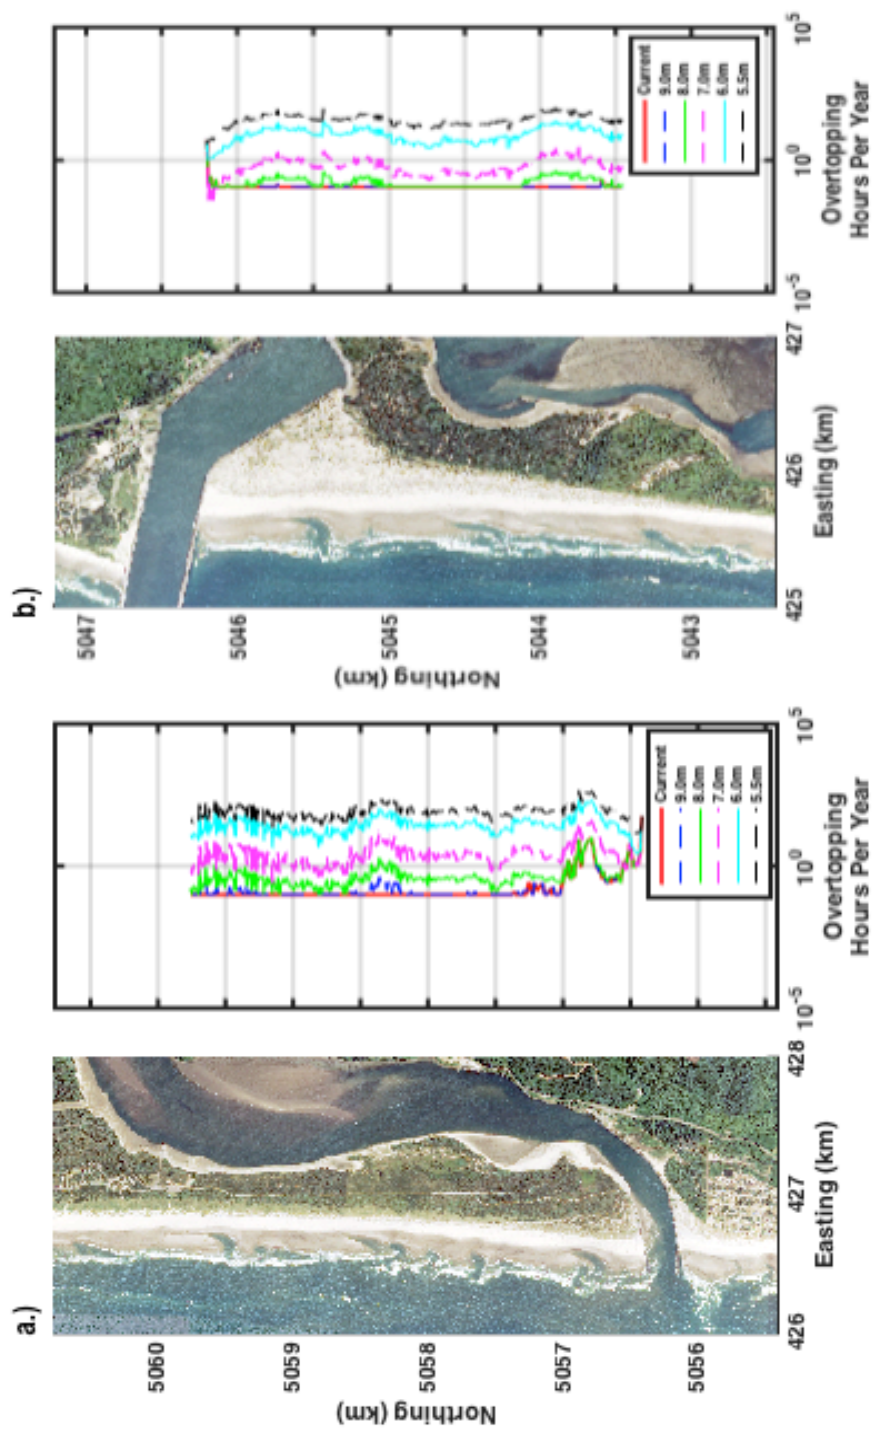 a.)
5060
5059
5058
5057
5056
Northing (km)
426
427
428
Easting (km)
10^-5
10^0
10^5
Overtopping
Hours Per Year
Current
9.0m
8.0m
7.0m
6.0m
5.5m
b.)
5047
5046
5045
5044
5043
Northing (km)
425
426
427
Easting (km)
10^-5
10^0
10^5
Overtopping
Hours Per Year
Current
9.0m
8.0m
7.0m
6.0m
5.5m